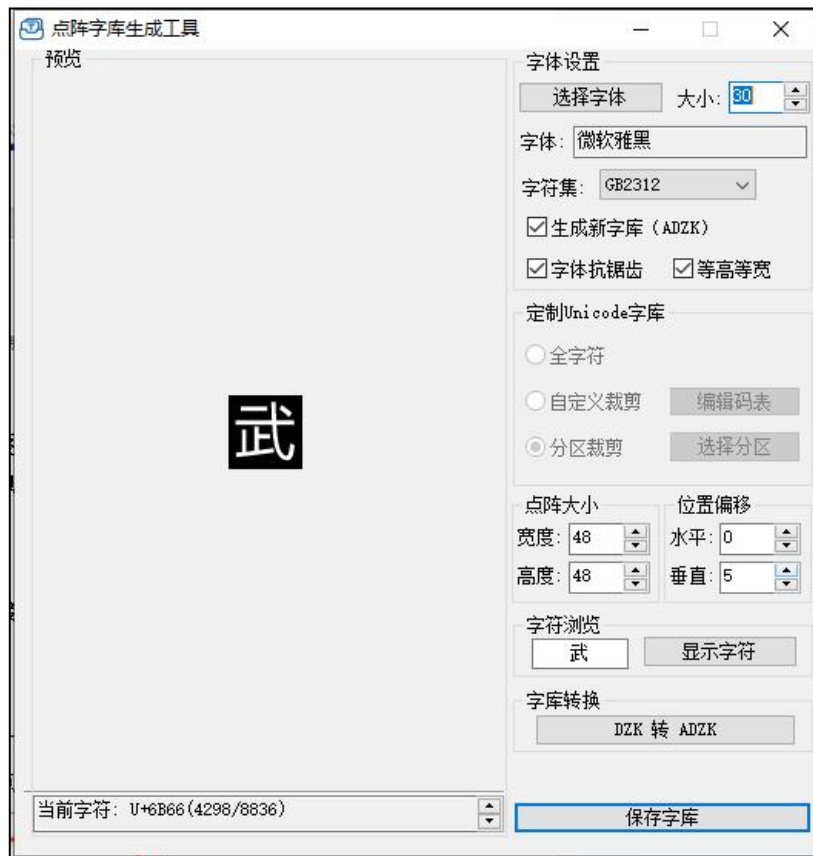 点阵字库生成工具
预览
武
当前字符: U+6B66(4298/8836)
字体设置
选择字体 大小: 30
字体: 微软雅黑
字符集: GB2312
生成新字库 (ADZK)
字体抗锯齿 等高等宽
定制Unicode字库
全字符
自定义裁剪 编辑码表
分区裁剪 选择分区
点阵大小 位置偏移
宽度: 48 水平: 0
高度: 48 垂直: 5
字符浏览
武 显示字符
字库转换
DZK 转 ADZK
保存字库